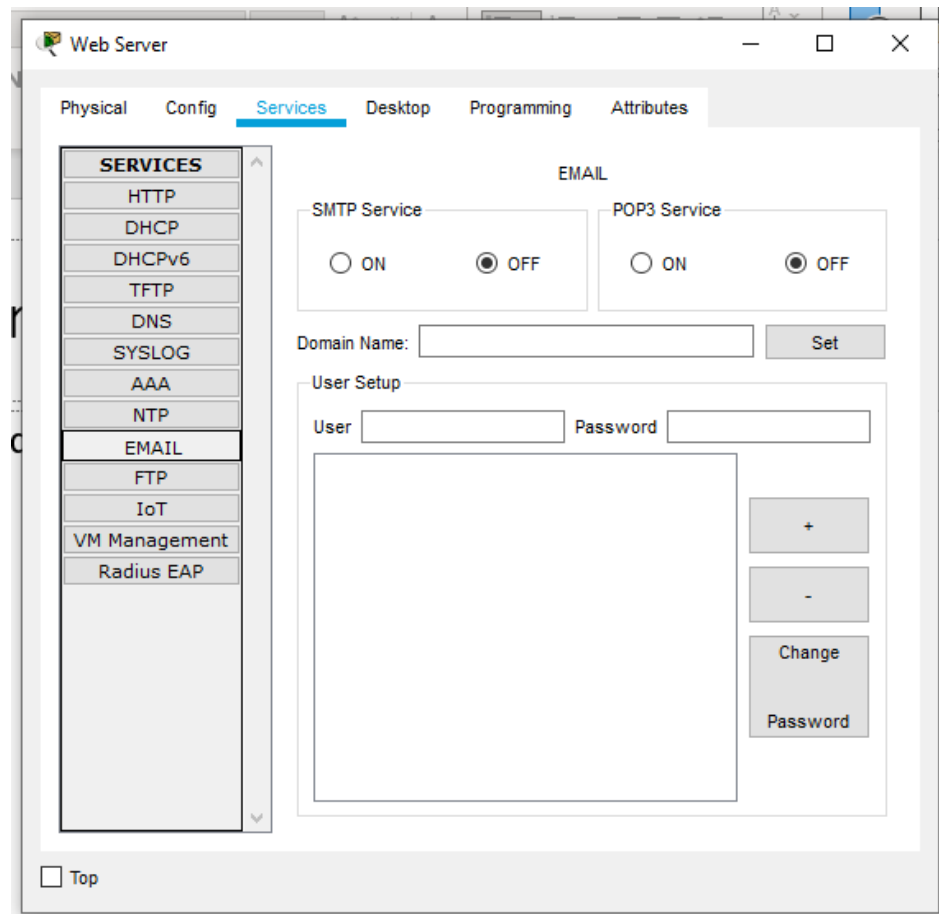 Web Server
Physical Config Services Desktop Programming Attributes
SERVICES
HTTP
DHCP
DHCPv6
TFTP
DNS
SYSLOG
AAA
NTP
EMAIL
FTP
IoT
VM Management
Radius EAP
EMAIL
SMTP Service
ON OFF
POP3 Service
ON OFF
Domain Name: Set
User Setup
User Password
+
-
Change
Password
Top